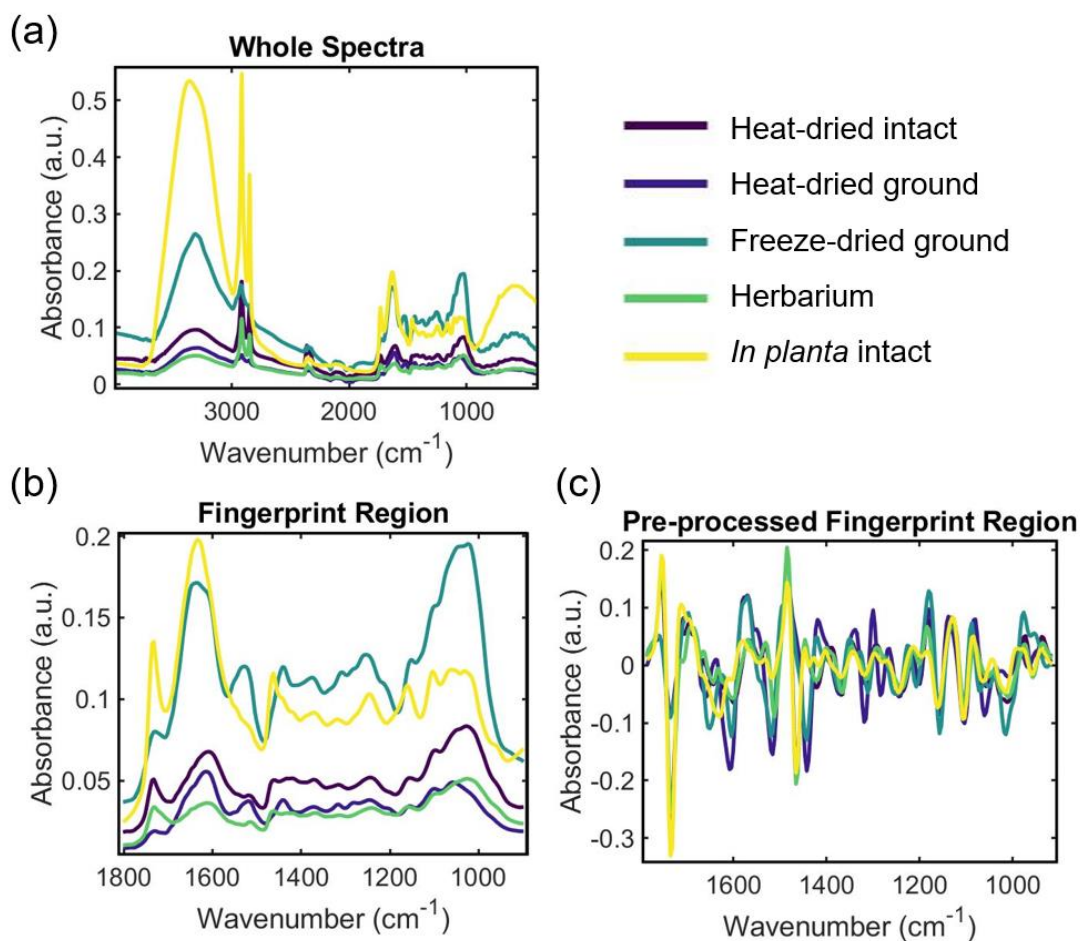 (a)
Whole Spectra
0.5
0.4
0.3
0.2
0.1
0
Absorbance (a.u.)
3000 2000 1000
Wavenumber (cm-1)
Heat-dried intact
Heat-dried ground
Freeze-dried ground
Herbarium
In planta intact
(b)
Fingerprint Region
0.2
0.15
0.1
0.05
Absorbance (a.u.)
1800 1600 1400 1200 1000
Wavenumber (cm-1)
(c)
Pre-processed Fingerprint Region
0.2
0.1
0
-0.1
-0.2
-0.3
Absorbance (a.u.)
1600 1400 1200 1000
Wavenumber (cm-1)